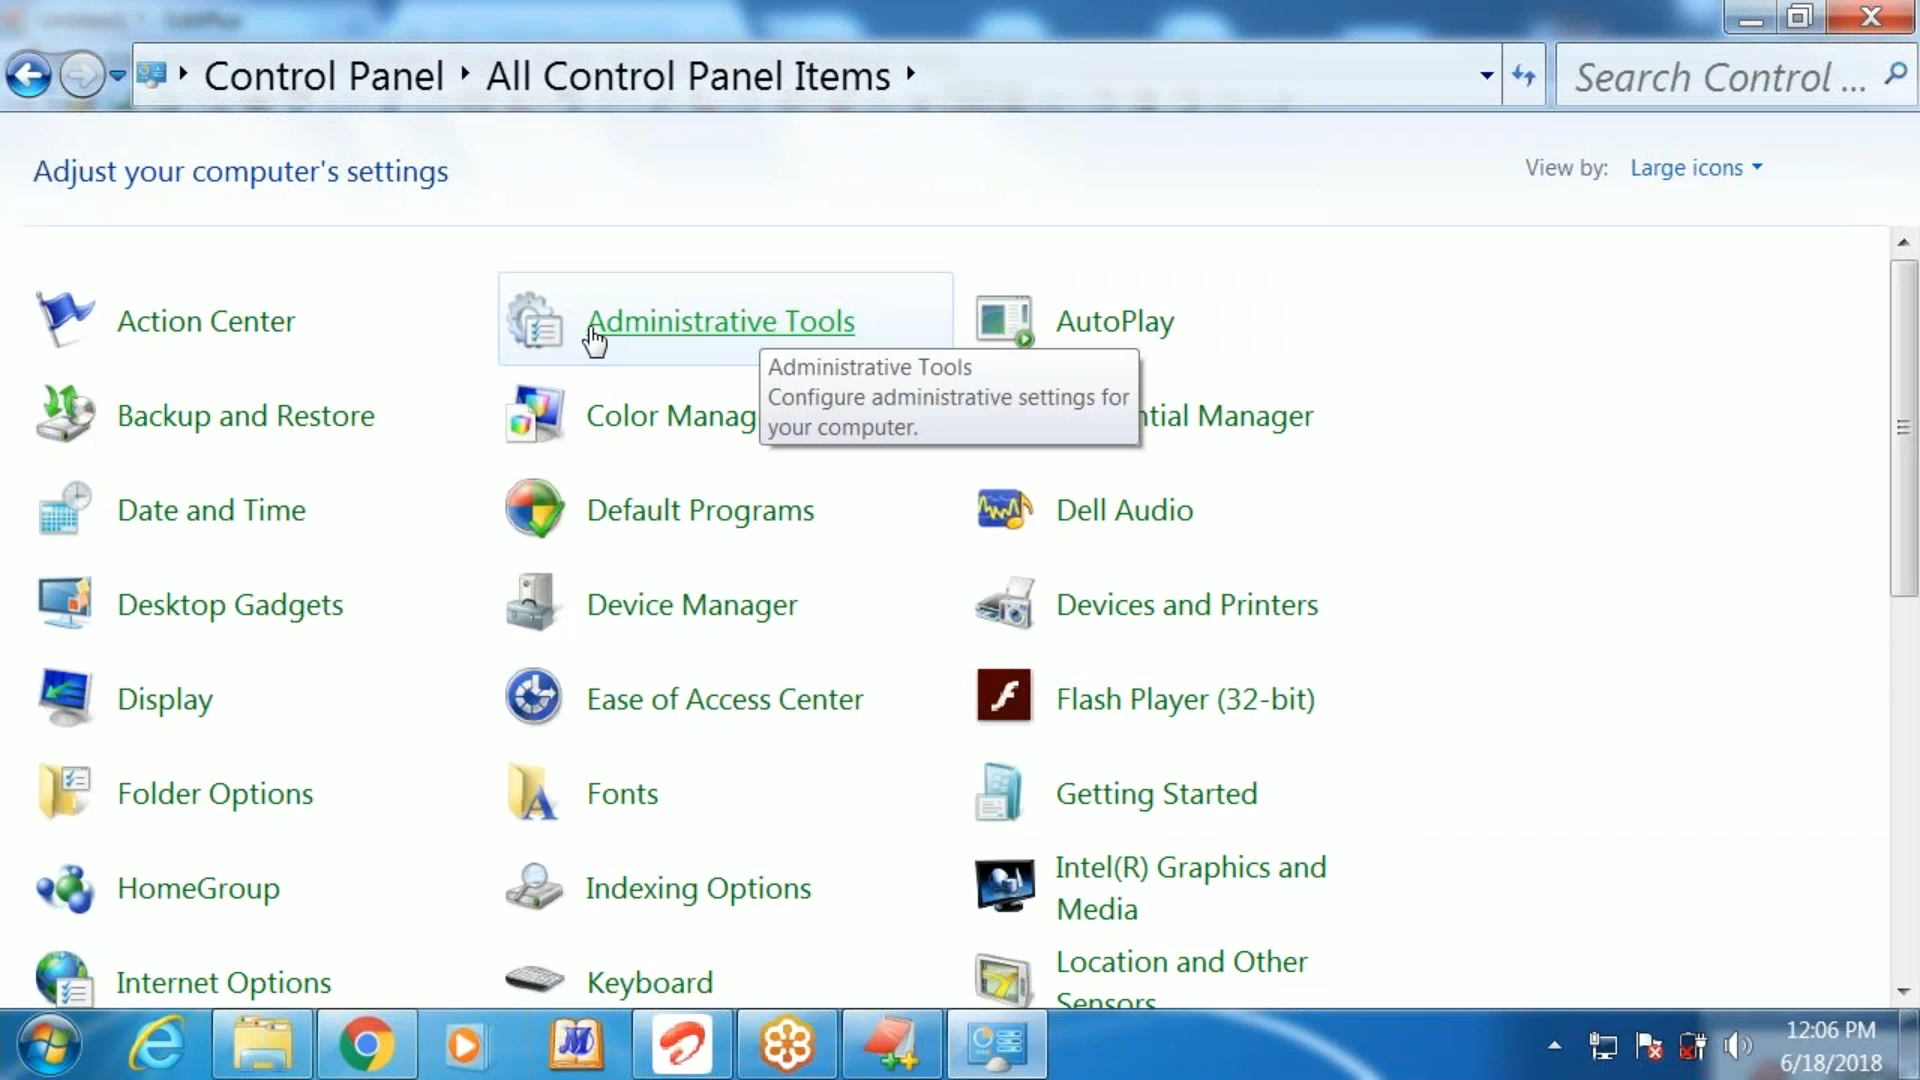 Control Panel All Control Panel Items
Search Control ...
Adjust your computer's settings
View by: Large icons
Action Center
Administrative Tools
AutoPlay
Administrative Tools
Configure administrative settings for
your computer.
Backup and Restore
Color Manag
tial Manager
Date and Time
Default Programs
Dell Audio
Desktop Gadgets
Device Manager
Devices and Printers
Display
Ease of Access Center
Flash Player (32-bit)
Folder Options
Fonts
Getting Started
HomeGroup
Indexing Options
Intel(R) Graphics and
Media
Internet Options
Keyboard
Location and Other
Sensors
12:06 PM
6/18/2018